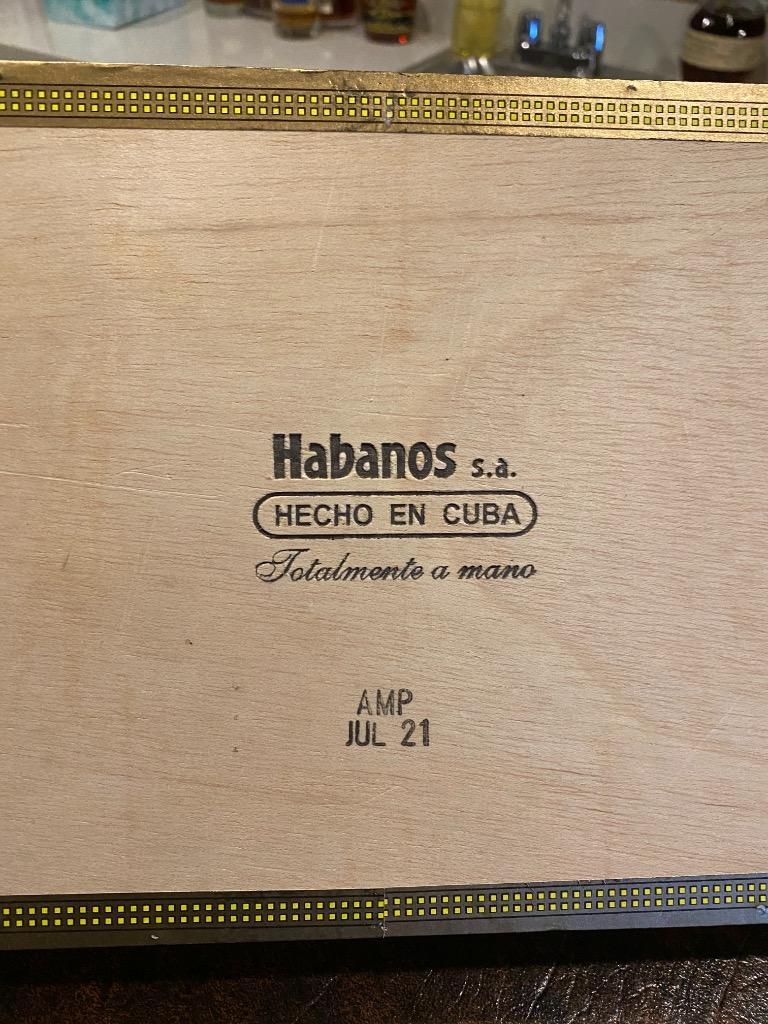 Habanos s.a.
HECHO EN CUBA
Totalmente a mano
AMP
JUL 21